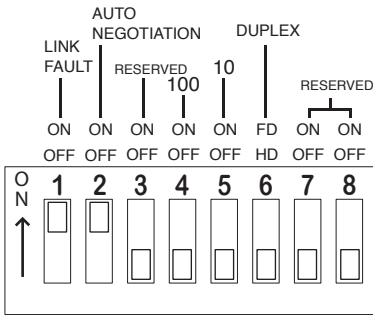 AUTO
NEGOTIATION
DUPLEX
LINK
FAULT
RESERVED
100
10
RESERVED
ON ON ON ON ON FD ON ON
OFF OFF OFF OFF OFF HD OFF OFF
ON 1 2 3 4 5 6 7 8